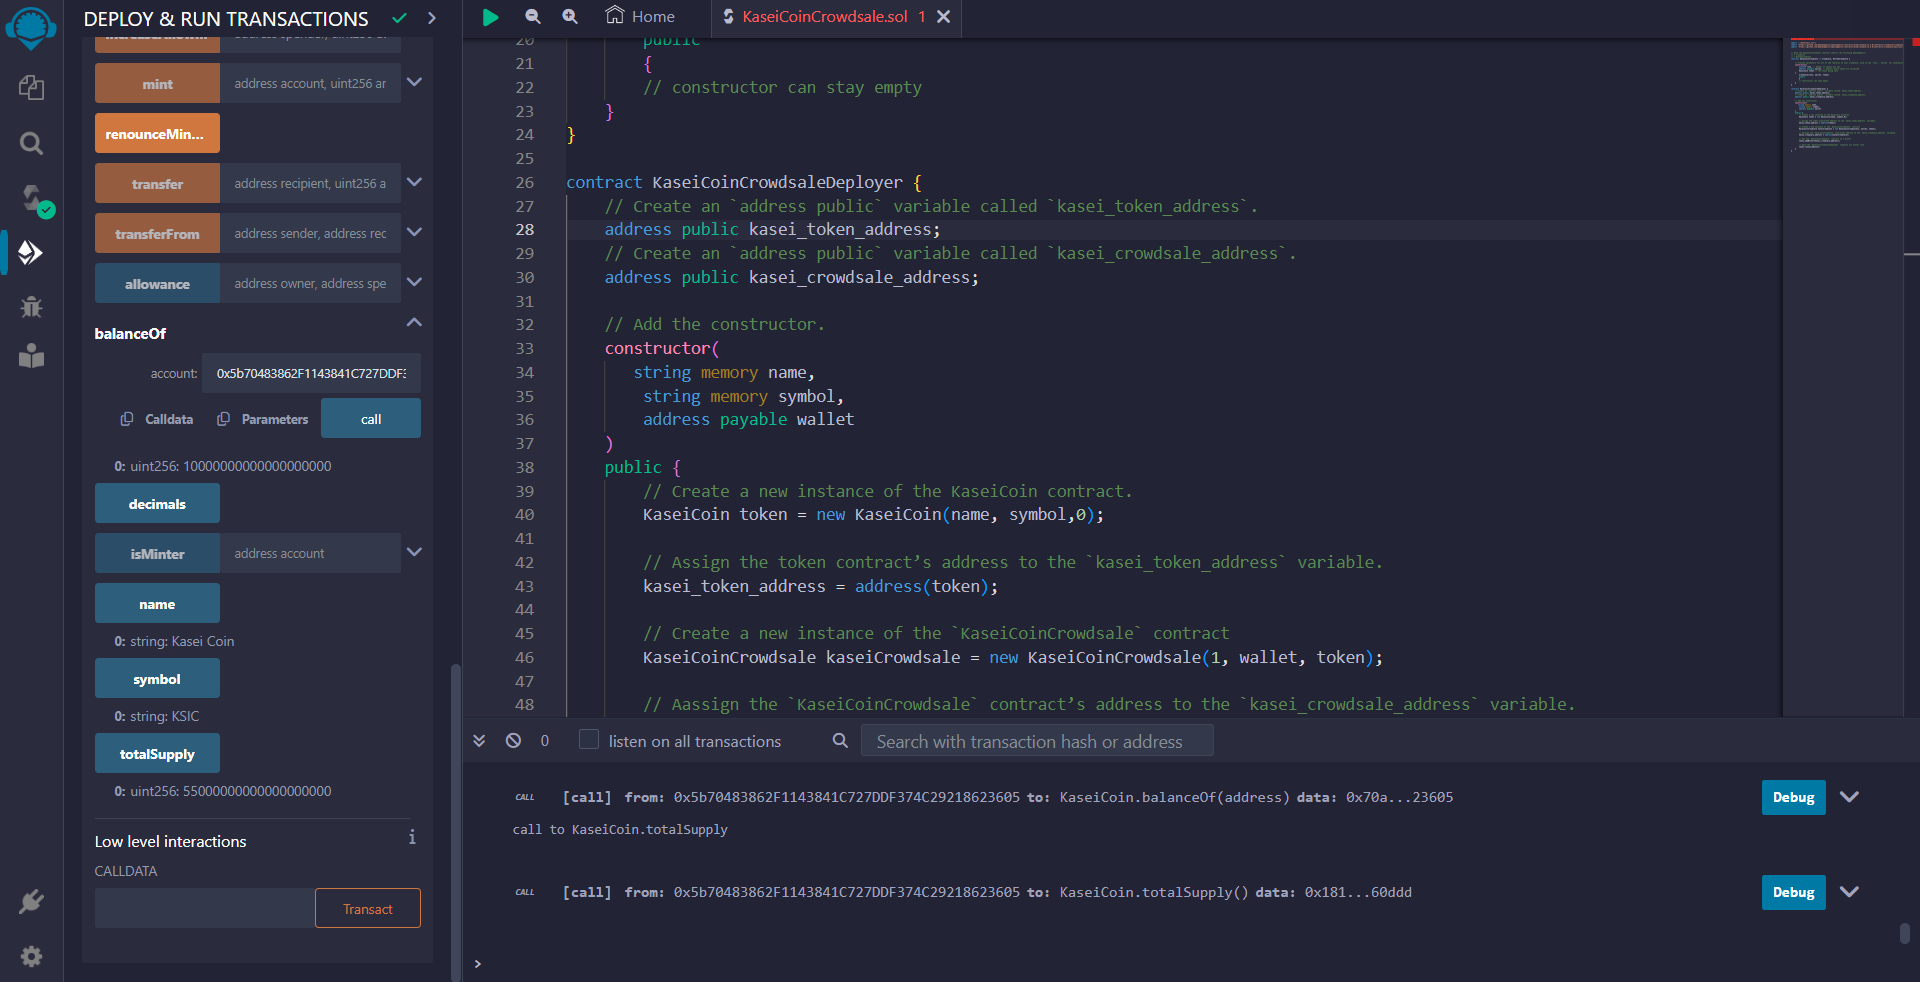 DEPLOY & RUN TRANSACTIONS
mint
address account, uint256 ar
renounceMin...
transfer
address recipient, uint256 a
transferFrom
address sender, address rec
allowance
address owner, address spe
balanceOf
account:
0x5b70483862F1143841C727DDF3
Calldata
Parameters
call
0: uint256: 10000000000000000000
decimals
isMinter
address account
name
0: string: Kasei Coin
symbol
0: string: KSIC
totalSupply
0: uint256: 55000000000000000000
Low level interactions
i
CALLDATA
Transact
Home
KaseiCoinCrowdsale.sol 1
20 public
21 {
22 // constructor can stay empty
23 }
24 }
25
26 contract KaseiCoinCrowdsaleDeployer {
27 // Create an `address public` variable called `kasei_token_address`.
28 address public kasei_token_address;
29 // Create an `address public` variable called `kasei_crowdsale_address`.
30 address public kasei_crowdsale_address;
31
32 // Add the constructor.
33 constructor(
34 string memory name,
35 string memory symbol,
36 address payable wallet
37 )
38 public {
39 // Create a new instance of the KaseiCoin contract.
40 KaseiCoin token = new KaseiCoin(name, symbol,0);
41
42 // Assign the token contract’s address to the `kasei_token_address` variable.
43 kasei_token_address = address(token);
44
45 // Create a new instance of the `KaseiCoinCrowdsale` contract
46 KaseiCoinCrowdsale kaseiCrowdsale = new KaseiCoinCrowdsale(1, wallet, token);
47
48 // Aassign the `KaseiCoinCrowdsale` contract’s address to the `kasei_crowdsale_address` variable.
0
listen on all transactions
Search with transaction hash or address
CALL [call] from: 0x5b70483862F1143841C727DDF374C29218623605 to: KaseiCoin.balanceOf(address) data: 0x70a...23605
Debug
call to KaseiCoin.totalSupply
CALL [call] from: 0x5b70483862F1143841C727DDF374C29218623605 to: KaseiCoin.totalSupply() data: 0x181...60ddd
Debug
>